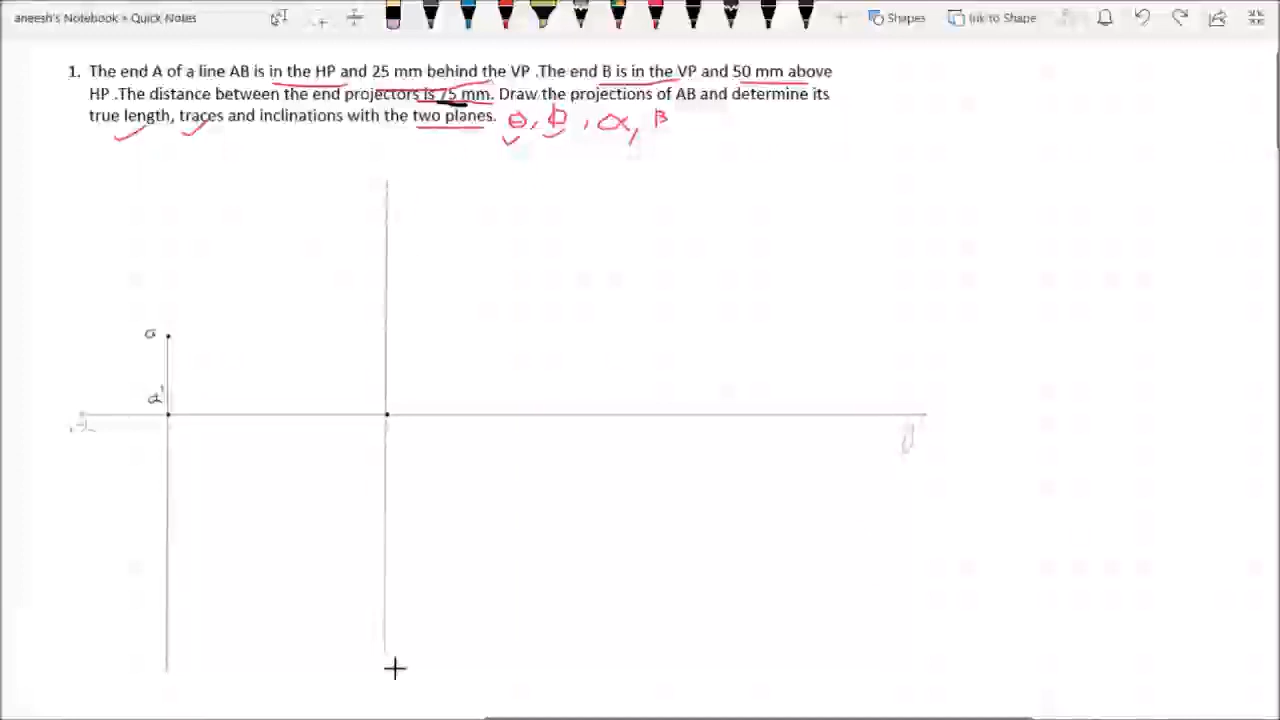 aneesh's Notebook » Quick Notes
Shapes
Ink to Shape
1. The end A of a line AB is in the HP and 25 mm behind the VP .The end B is in the VP and 50 mm above
HP .The distance between the end projectors is 75 mm. Draw the projections of AB and determine its
true length, traces and inclinations with the two planes. θ, Φ, α, β
a
a'
x
y